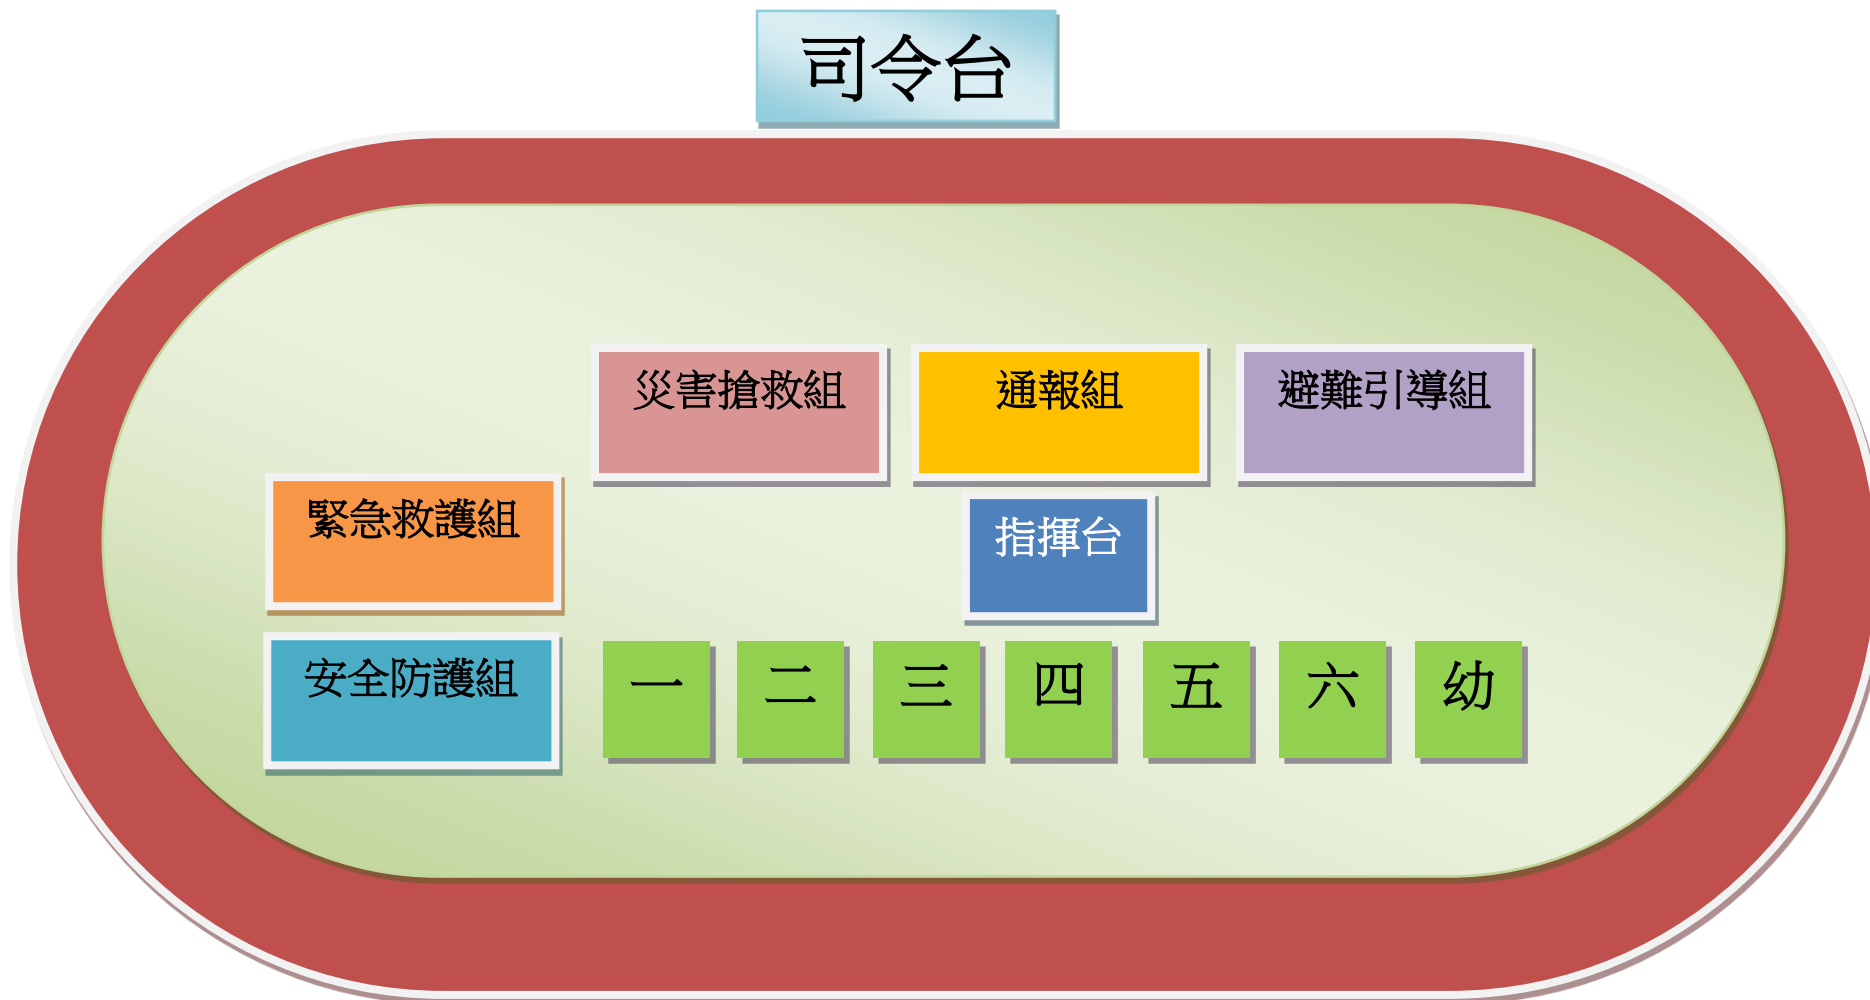 司令台
災害搶救組
通報組
避難引導組
緊急救護組
指揮台
安全防護組
一
二
三
四
五
六
幼